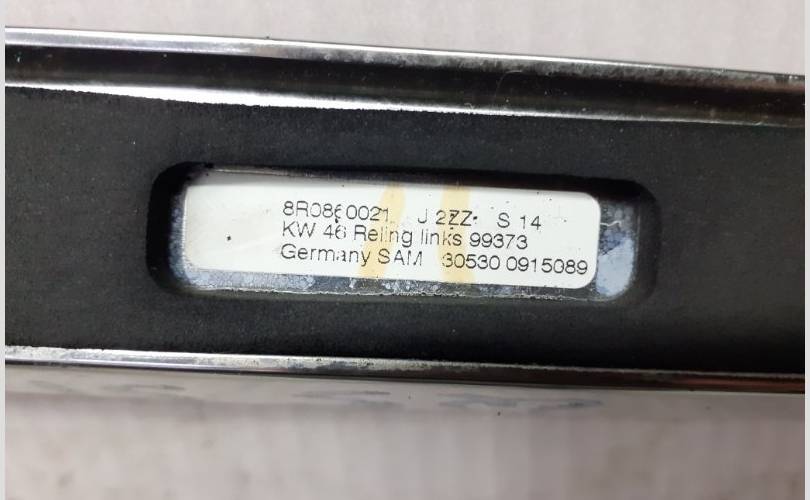 8R0860021 J 2ZZ S 14
KW 46 Reling links 99373
Germany SAM 30530 0915089